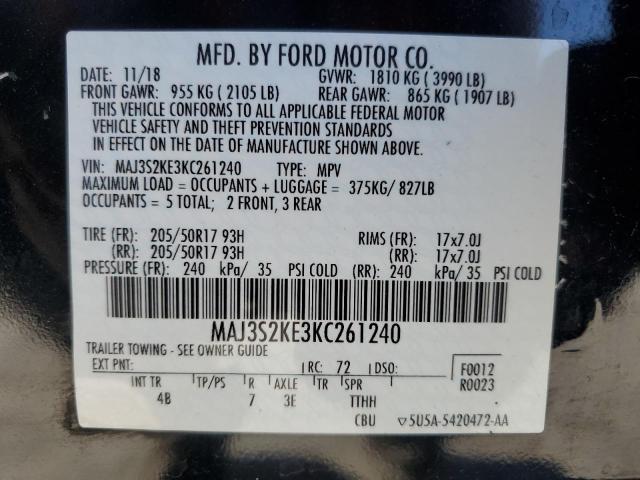 MFD. BY FORD MOTOR CO.
DATE: 11/18 GVWR: 1810 KG ( 3990 LB)
FRONT GAWR: 955 KG ( 2105 LB) REAR GAWR: 865 KG ( 1907 LB)
THIS VEHICLE CONFORMS TO ALL APPLICABLE FEDERAL MOTOR
VEHICLE SAFETY AND THEFT PREVENTION STANDARDS
IN EFFECT ON THE DATE OF MANUFACTURE SHOWN ABOVE.
VIN: MAJ3S2KE3KC261240 TYPE: MPV
MAXIMUM LOAD = OCCUPANTS + LUGGAGE = 375KG/ 827LB
OCCUPANTS = 5 TOTAL; 2 FRONT, 3 REAR
TIRE (FR): 205/50R17 93H RIMS (FR): 17x7.0J
(RR): 205/50R17 93H (RR): 17x7.0J
PRESSURE (FR): 240 kPa/ 35 PSI COLD (RR): 240 kPa/ 35 PSI COLD
MAJ3S2KE3KC261240
TRAILER TOWING - SEE OWNER GUIDE
EXT PNT: RC: 72 DSO: F0012
R0023
INT TR TP/PS R AXLE TR SPR
4B 7 3E TTHH
CBU ▽5U5A-5420472-AA